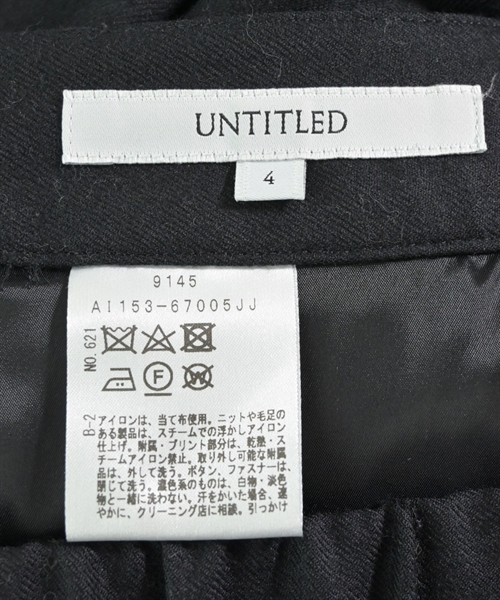 UNTITLED
4
9145
AI153-67005JJ
NO.621
F
W
B-2
アイロンは、当て布使用。ニットや毛足の
ある製品は、スチームでの浮かしアイロン
仕上げ。附属・プリント部分は、乾熱・ス
チームアイロン禁止。取り外し可能な附属
品は、外して洗う。ボタン、ファスナーは、
閉じて洗う。濃色系のものは、白物・淡色
物と一緒に洗わない。汗をかいた場合、速
やかに、クリーニング店に相談。引っかけ